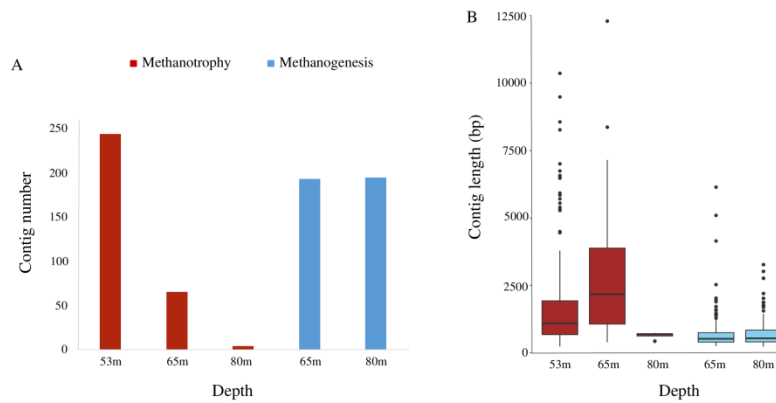 A
Methanotrophy Methanogenesis
250
200
150
100
50
0
Contig number
53m 65m 80m 65m 80m
Depth
B
12500
10000
7500
5000
2500
0
Contig length (bp)
53m 65m 80m 65m 80m
Depth